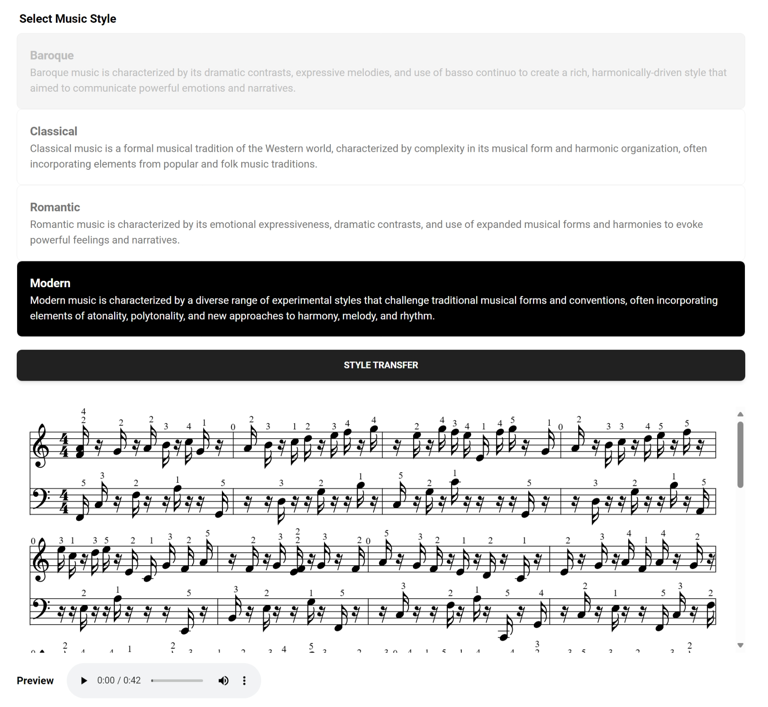 Select Music Style
Baroque
Baroque music is characterized by its dramatic contrasts, expressive melodies, and use of basso continuo to create a rich, harmonically-driven style that
aimed to communicate powerful emotions and narratives.
Classical
Classical music is a formal musical tradition of the Western world, characterized by complexity in its musical form and harmonic organization, often
incorporating elements from popular and folk music traditions.
Romantic
Romantic music is characterized by its emotional expressiveness, dramatic contrasts, and use of expanded musical forms and harmonies to evoke
powerful feelings and narratives.
Modern
Modern music is characterized by a diverse range of experimental styles that challenge traditional musical forms and conventions, often incorporating
elements of atonality, polytonality, and new approaches to harmony, melody, and rhythm.
STYLE TRANSFER
Preview 0:00 / 0:42